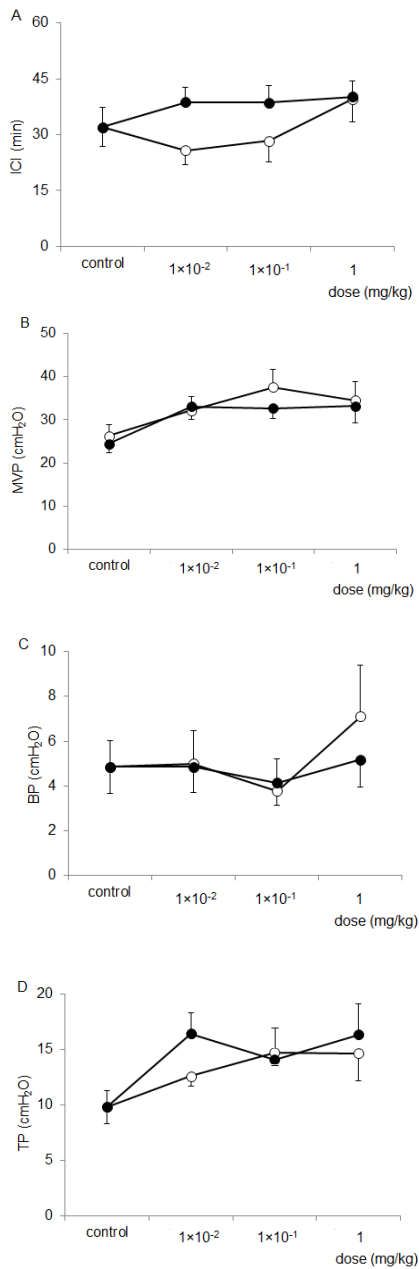 A
ICI (min)
60
45
30
15
0
control 1×10⁻² 1×10⁻¹ 1
dose (mg/kg)
B
MVP (cmH₂O)
50
40
30
20
10
0
control 1×10⁻² 1×10⁻¹ 1
dose (mg/kg)
C
BP (cmH₂O)
10
8
6
4
2
0
control 1×10⁻² 1×10⁻¹ 1
dose (mg/kg)
D
TP (cmH₂O)
20
15
10
5
0
control 1×10⁻² 1×10⁻¹ 1
dose (mg/kg)